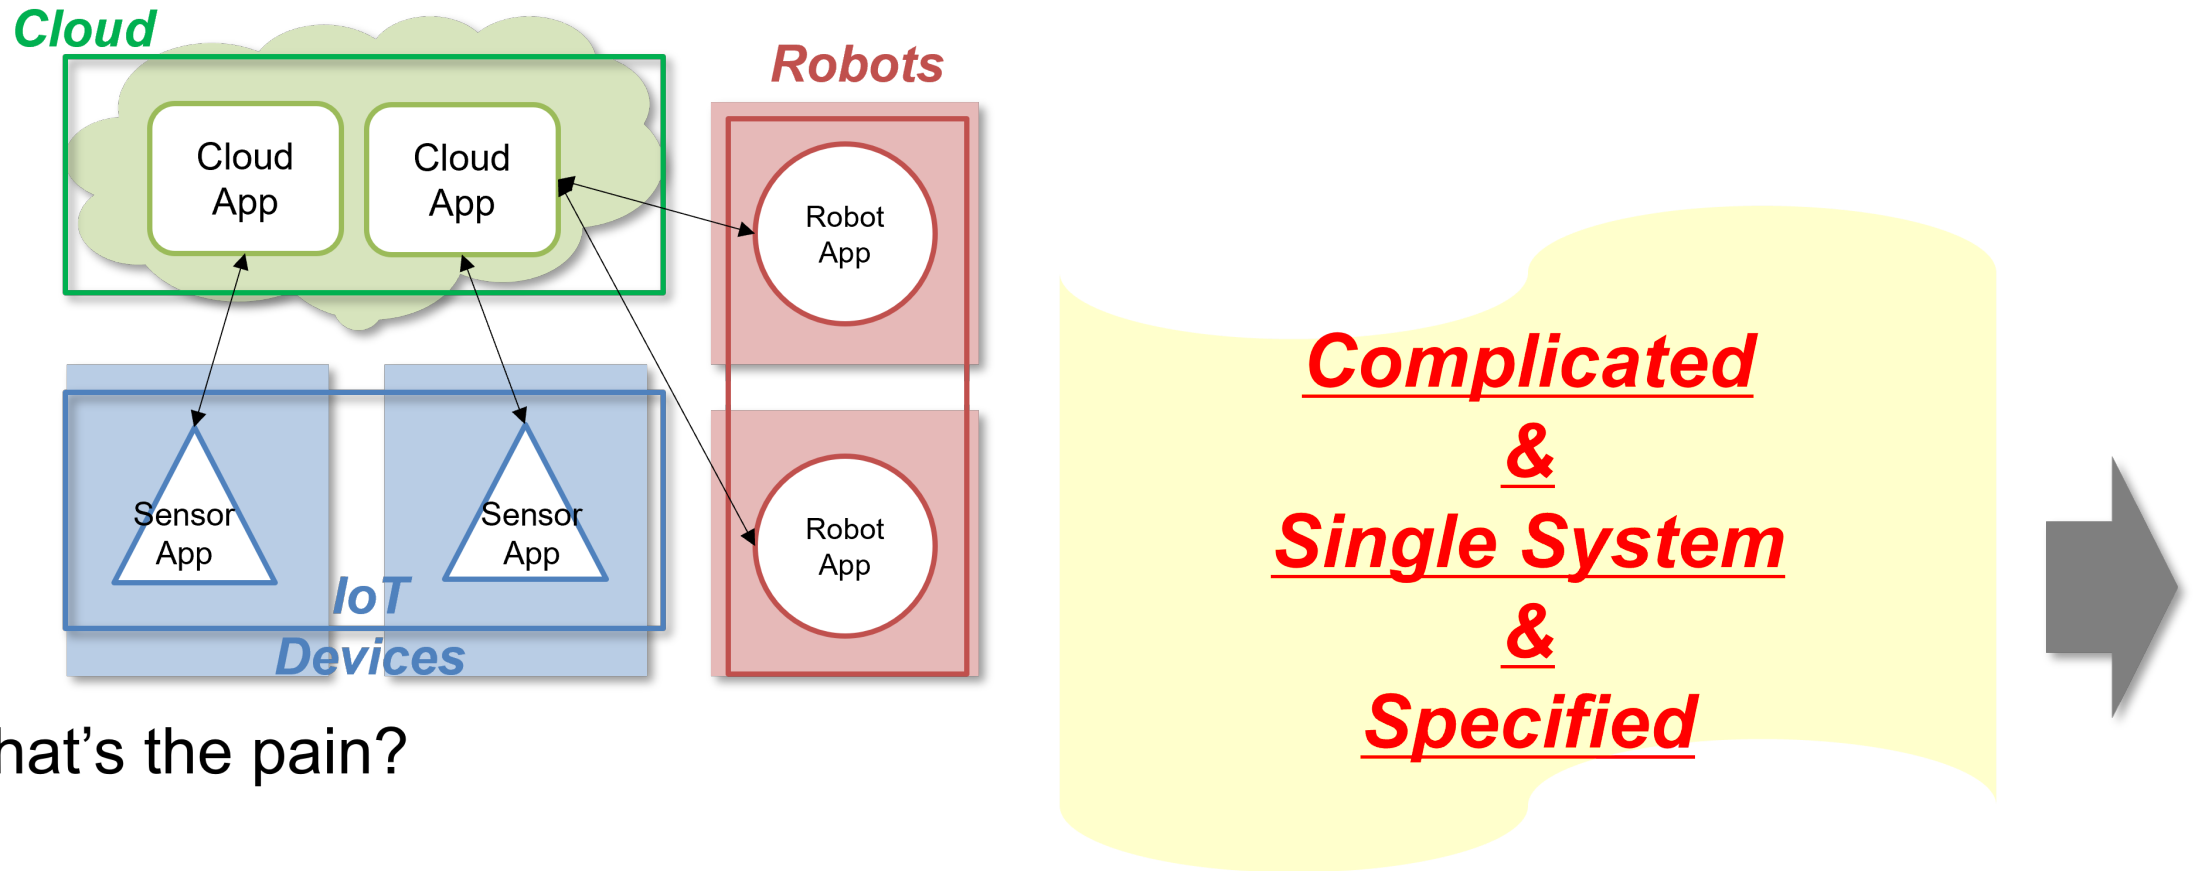 Cloud
Robots
Cloud
App
Cloud
App
Robot
App
Sensor
App
Sensor
App
IoT
Devices
Robot
App
hat’s the pain?
Complicated
&
Single System
&
Specified